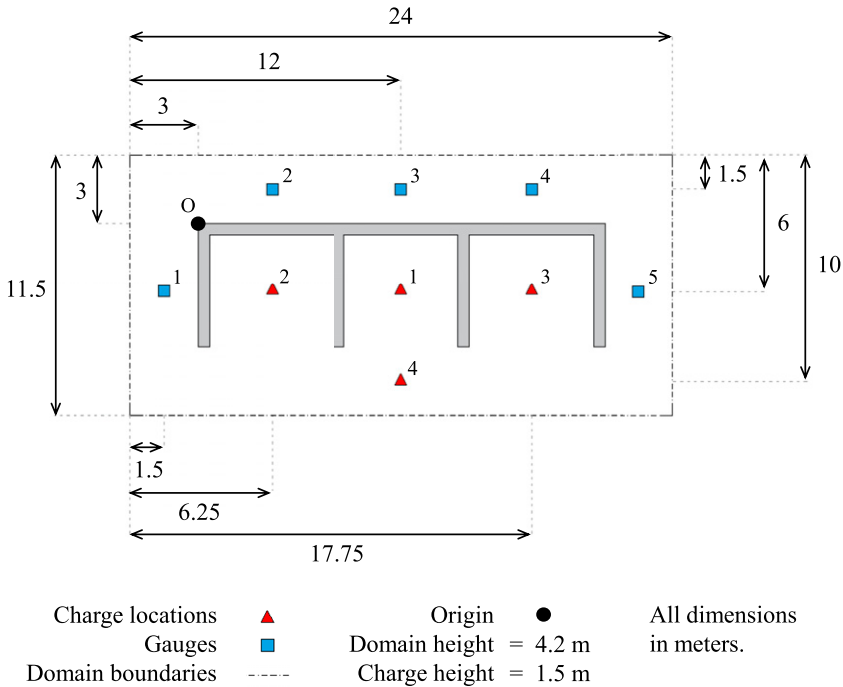 24
12
3
2
3
4
1.5
3
O
6
1
2
1
3
5
11.5
10
4
1.5
6.25
17.75
Charge locations
Origin
All dimensions
Gauges
Domain height = 4.2 m
in meters.
Domain boundaries
Charge height = 1.5 m